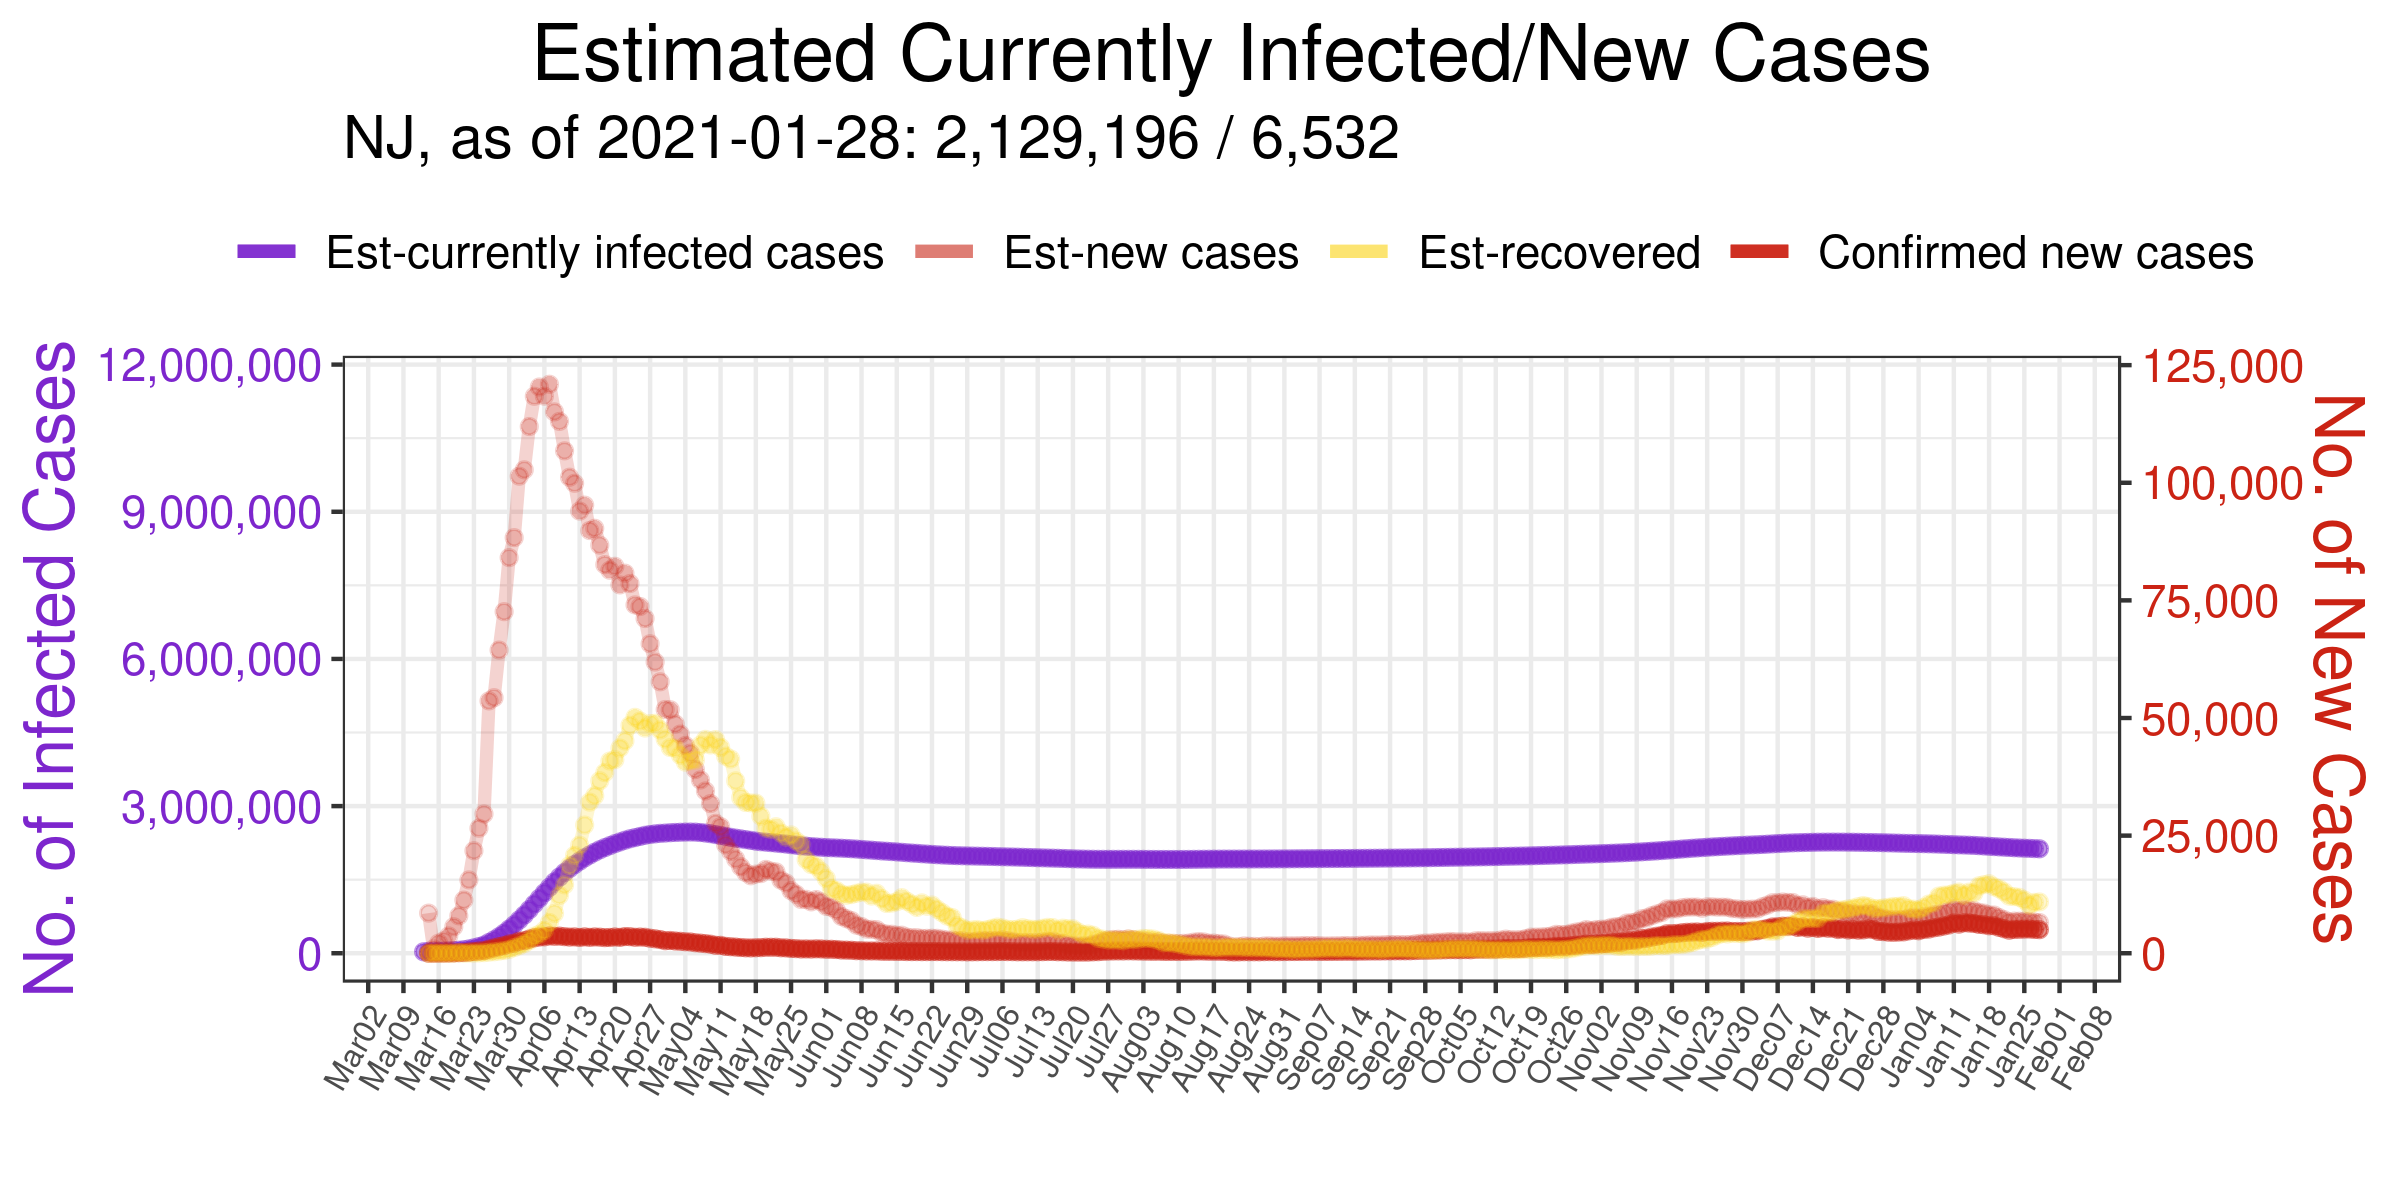 Estimated Currently Infected/New Cases
NJ, as of 2021-01-28: 2,129,196 / 6,532
Est-currently infected cases Est-new cases Est-recovered Confirmed new cases
No. of Infected Cases
12,000,000
9,000,000
6,000,000
3,000,000
0
125,000
100,000
75,000
50,000
25,000
0
No. of New Cases
Mar02 Mar09 Mar16 Mar23 Mar30 Apr06 Apr13 Apr20 Apr27 May04 May11 May18 May25 Jun01 Jun08 Jun15 Jun22 Jun29 Jul06 Jul13 Jul20 Jul27 Aug03 Aug10 Aug17 Aug24 Aug31 Sep07 Sep14 Sep21 Sep28 Oct05 Oct12 Oct19 Oct26 Nov02 Nov09 Nov16 Nov23 Nov30 Dec07 Dec14 Dec21 Dec28 Jan04 Jan11 Jan18 Jan25 Feb01 Feb08